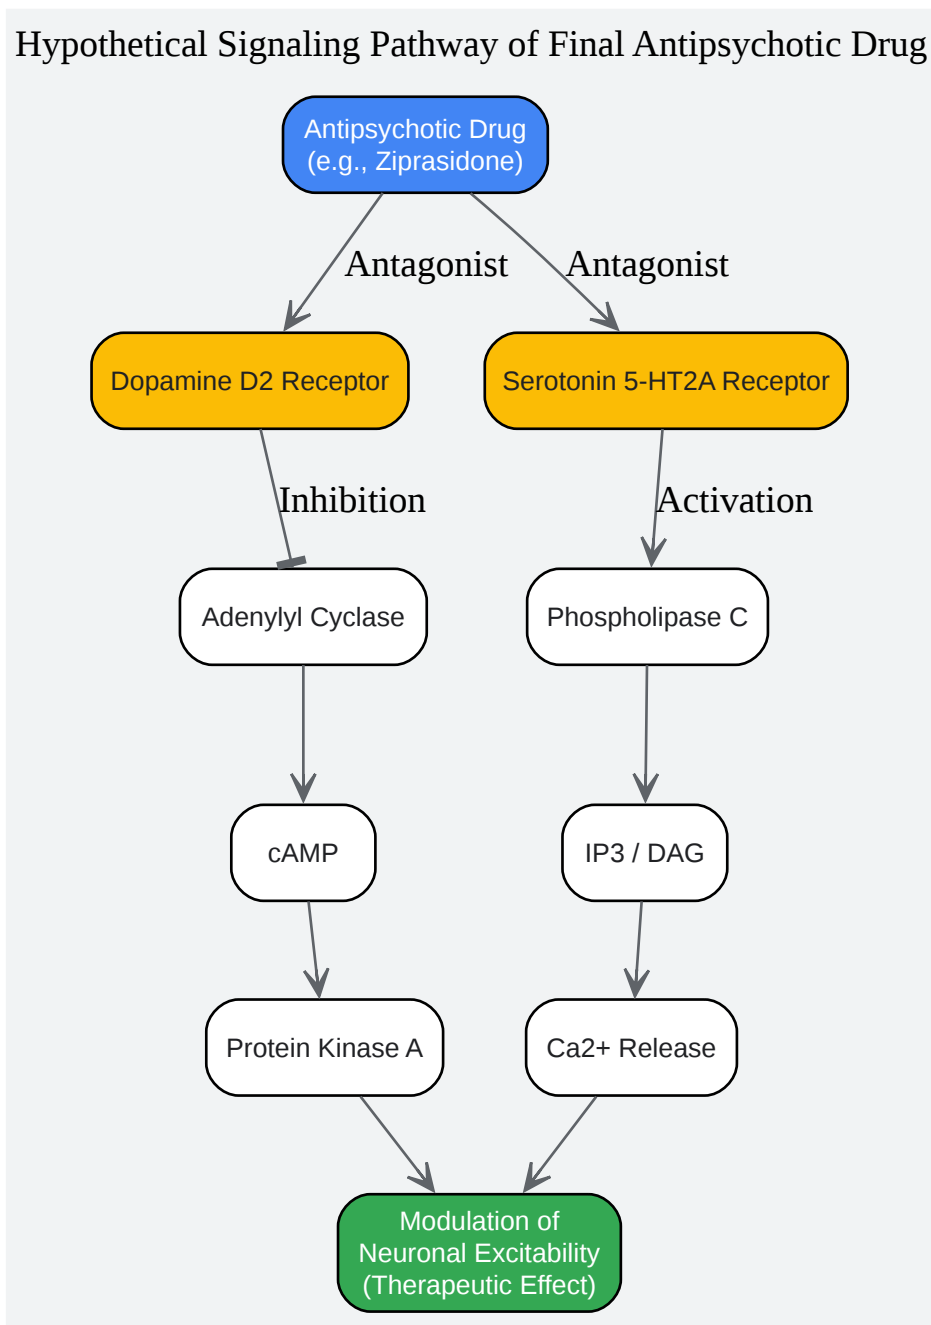 Hypothetical Signaling Pathway of Final Antipsychotic Drug
Antipsychotic Drug
(e.g., Ziprasidone)
Antagonist
Antagonist
Dopamine D2 Receptor
Serotonin 5-HT2A Receptor
Inhibition
Activation
Adenylyl Cyclase
Phospholipase C
cAMP
IP3 / DAG
Protein Kinase A
Ca2+ Release
Modulation of
Neuronal Excitability
(Therapeutic Effect)